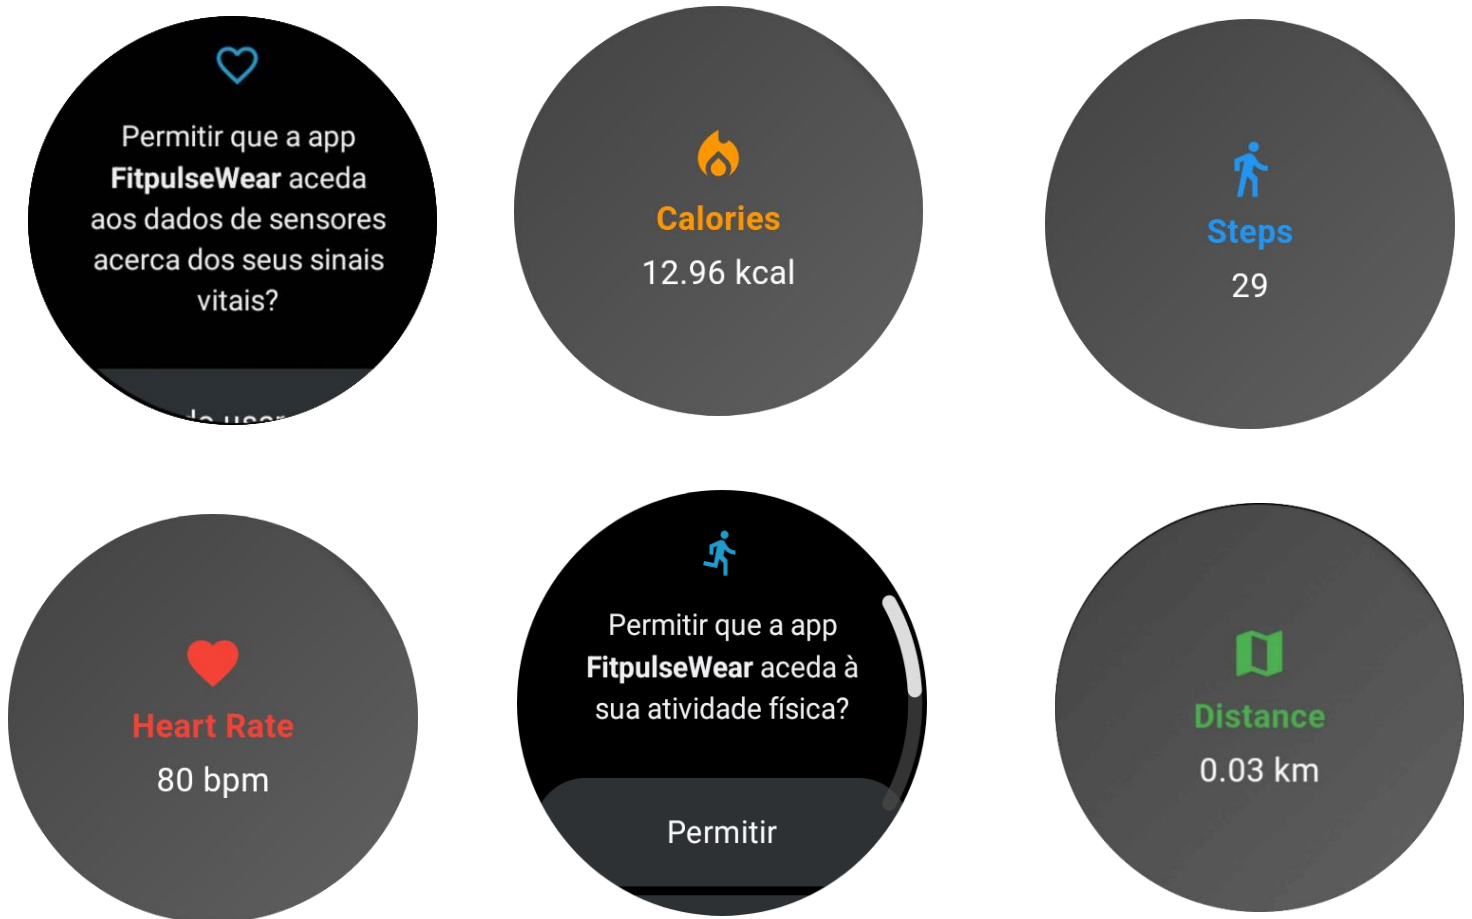 Permitir que a app
FitpulseWear aceda
aos dados de sensores
acerca dos seus sinais
vitais?
Calories
12.96 kcal
Steps
29
Heart Rate
80 bpm
Permitir que a app
FitpulseWear aceda à
sua atividade física?
Permitir
Distance
0.03 km